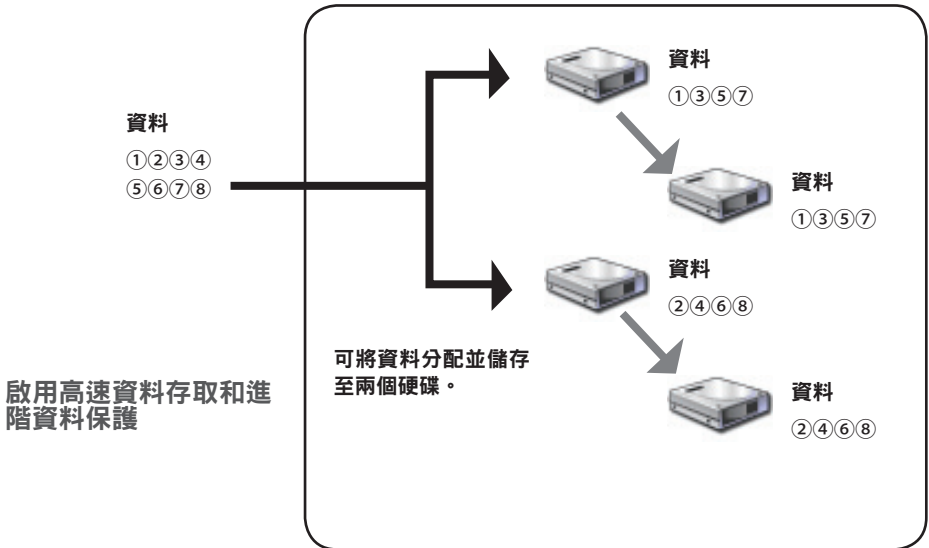 資料
①③⑤⑦
資料
①②③④
⑤⑥⑦⑧
資料
①③⑤⑦
資料
②④⑥⑧
可將資料分配並儲存
至兩個硬碟。
啟用高速資料存取和進
階資料保護
資料
②④⑥⑧